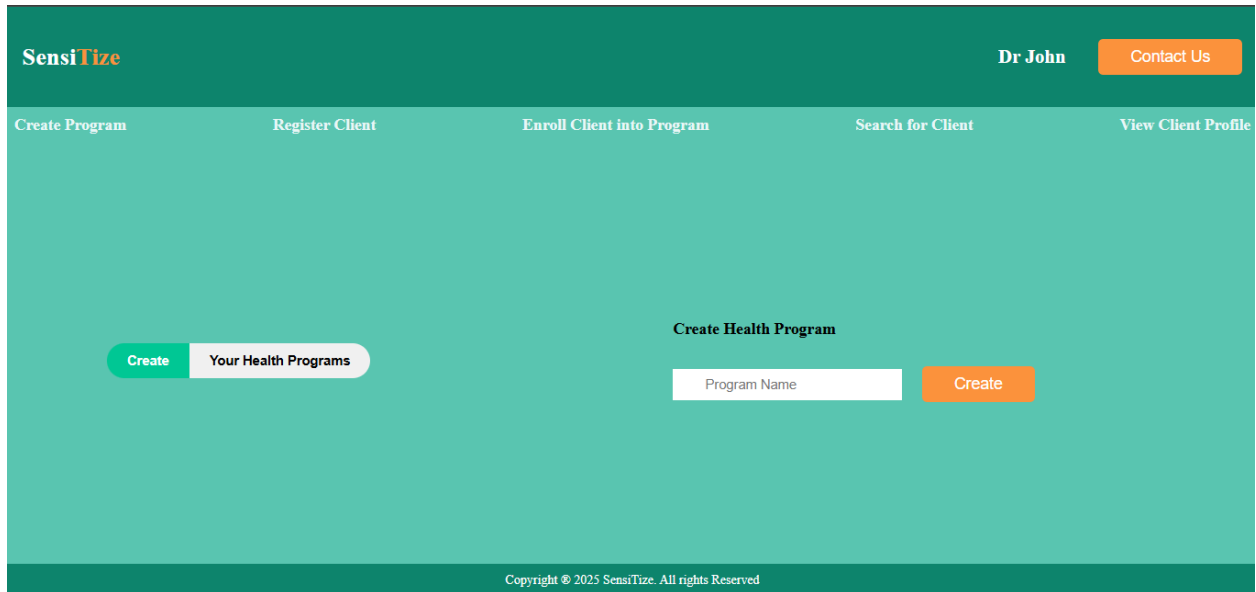 SensiTize
Dr John
Contact Us
Create Program
Register Client
Enroll Client into Program
Search for Client
View Client Profile
Create
Your Health Programs
Create Health Program
Program Name
Create
Copyright ® 2025 SensiTize. All rights Reserved